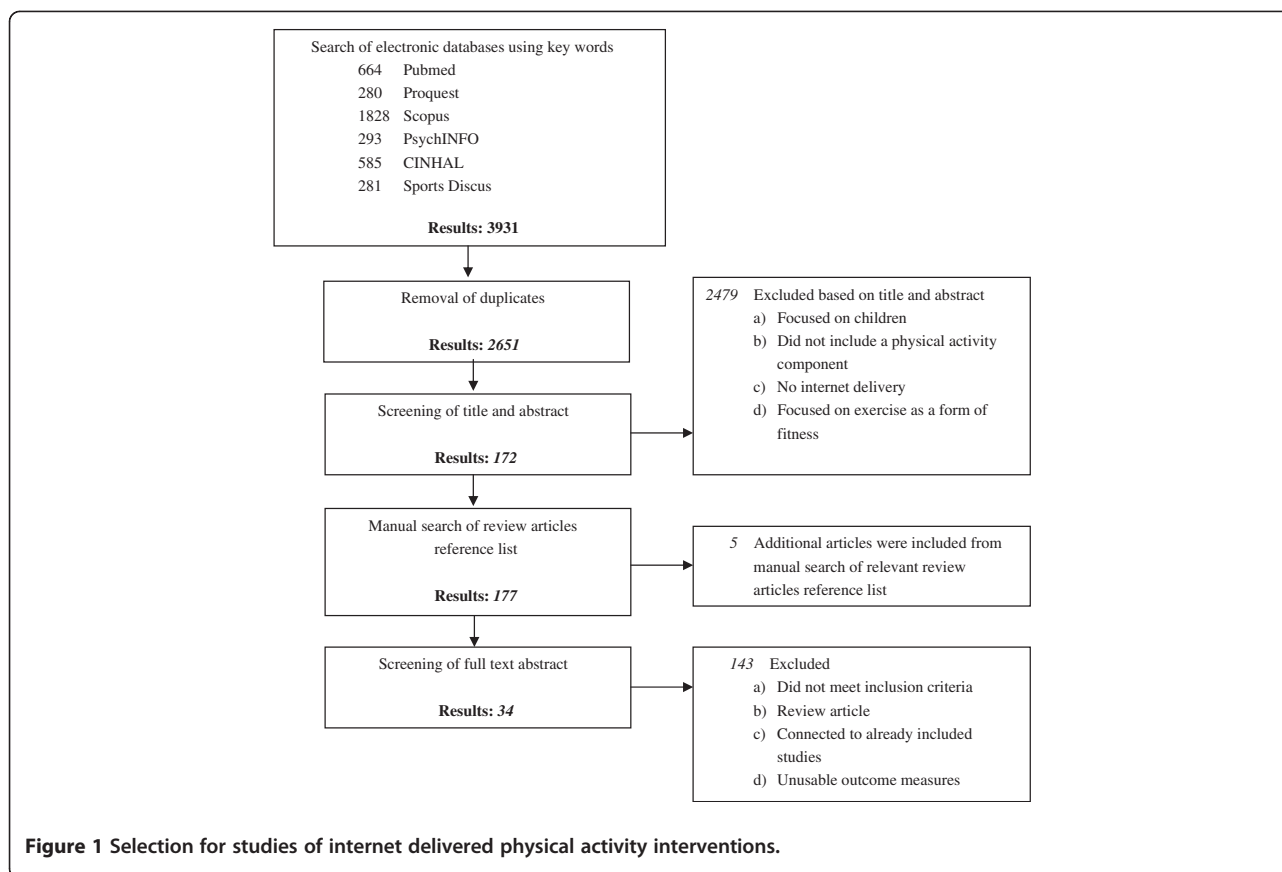 Search of electronic databases using key words
664 Pubmed
280 Proquest
1828 Scopus
293 PsychINFO
585 CINHAL
281 Sports Discus
Results: 3931
Removal of duplicates
Results: 2651
2479 Excluded based on title and abstract
a) Focused on children
b) Did not include a physical activity
component
c) No internet delivery
d) Focused on exercise as a form of
fitness
Screening of title and abstract
Results: 172
Manual search of review articles
reference list
Results: 177
5 Additional articles were included from
manual search of relevant review
articles reference list
Screening of full text abstract
Results: 34
143 Excluded
a) Did not meet inclusion criteria
b) Review article
c) Connected to already included
studies
d) Unusable outcome measures
Figure 1 Selection for studies of internet delivered physical activity interventions.